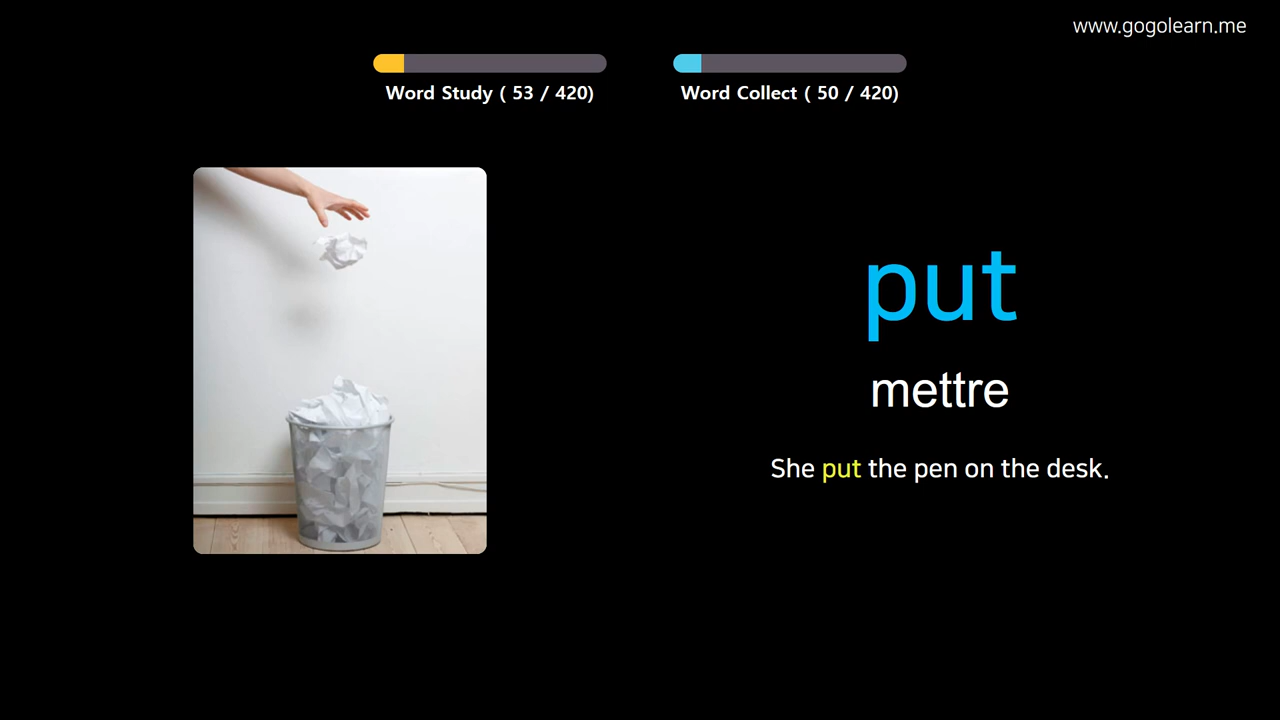 www.gogolearn.me
Word Study ( 53 / 420)
Word Collect ( 50 / 420)
put
mettre
She put the pen on the desk.